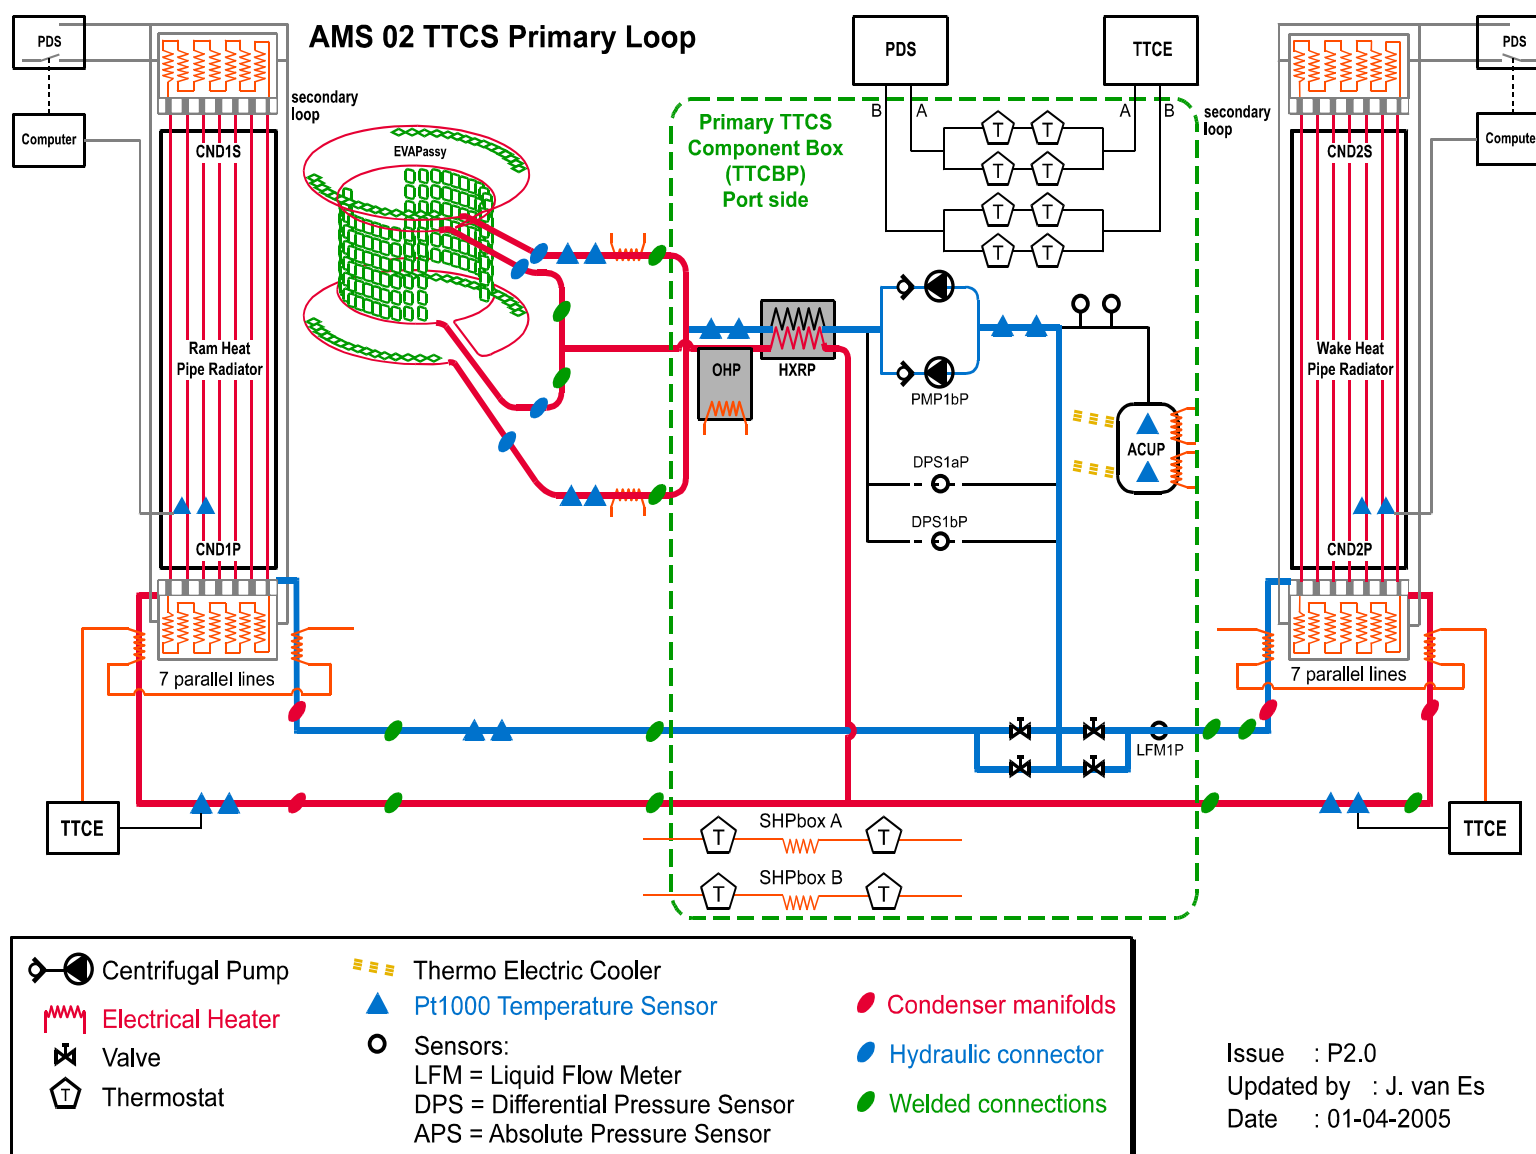 AMS 02 TTCS Primary Loop
PDS
Computer
secondary
loop
CND1S
Ram Heat
Pipe Radiator
CND1P
7 parallel lines
TTCE
EVAPassy
Primary TTCS
Component Box
(TTCBP)
Port side
PDS
TTCE
B
A
A
B
T
T
T
T
T
T
T
T
secondary
loop
OHP
HXRP
PMP1bP
DPS1aP
DPS1bP
ACUP
LFM1P
SHPbox A
T
T
SHPbox B
T
T
PDS
Compute
CND2S
Wake Heat
Pipe Radiator
CND2P
7 parallel lines
TTCE
Centrifugal Pump
Electrical Heater
Valve
T
Thermostat
Thermo Electric Cooler
Pt1000 Temperature Sensor
Sensors:
LFM = Liquid Flow Meter
DPS = Differential Pressure Sensor
APS = Absolute Pressure Sensor
Condenser manifolds
Hydraulic connector
Welded connections
Issue : P2.0
Updated by : J. van Es
Date : 01-04-2005